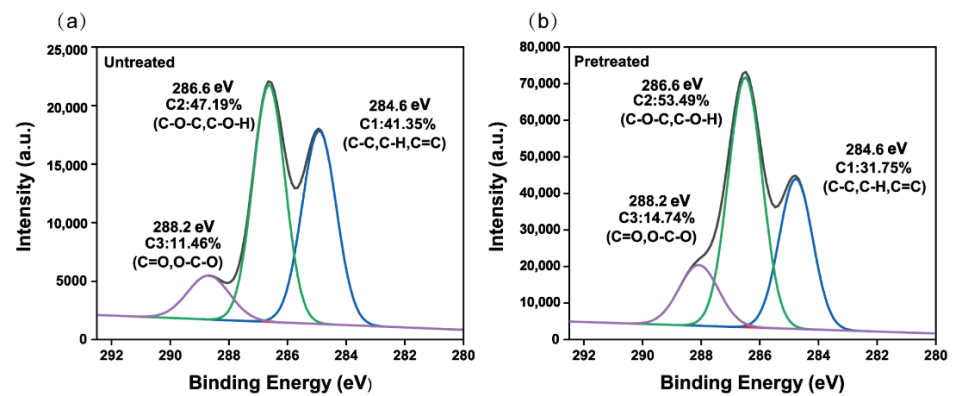 (a)
25,000
20,000
15,000
10,000
5000
0
Intensity (a.u.)
Untreated
286.6 eV
C2:47.19%
(C-O-C,C-O-H)
284.6 eV
C1:41.35%
(C-C,C-H,C=C)
288.2 eV
C3:11.46%
(C=O,O-C-O)
292 290 288 286 284 282 280
Binding Energy (eV)
(b)
80,000
70,000
60,000
50,000
40,000
30,000
20,000
10,000
0
Intensity (a.u.)
Pretreated
286.6 eV
C2:53.49%
(C-O-C,C-O-H)
284.6 eV
C1:31.75%
(C-C,C-H,C=C)
288.2 eV
C3:14.74%
(C=O,O-C-O)
292 290 288 286 284 282 280
Binding Energy (eV)